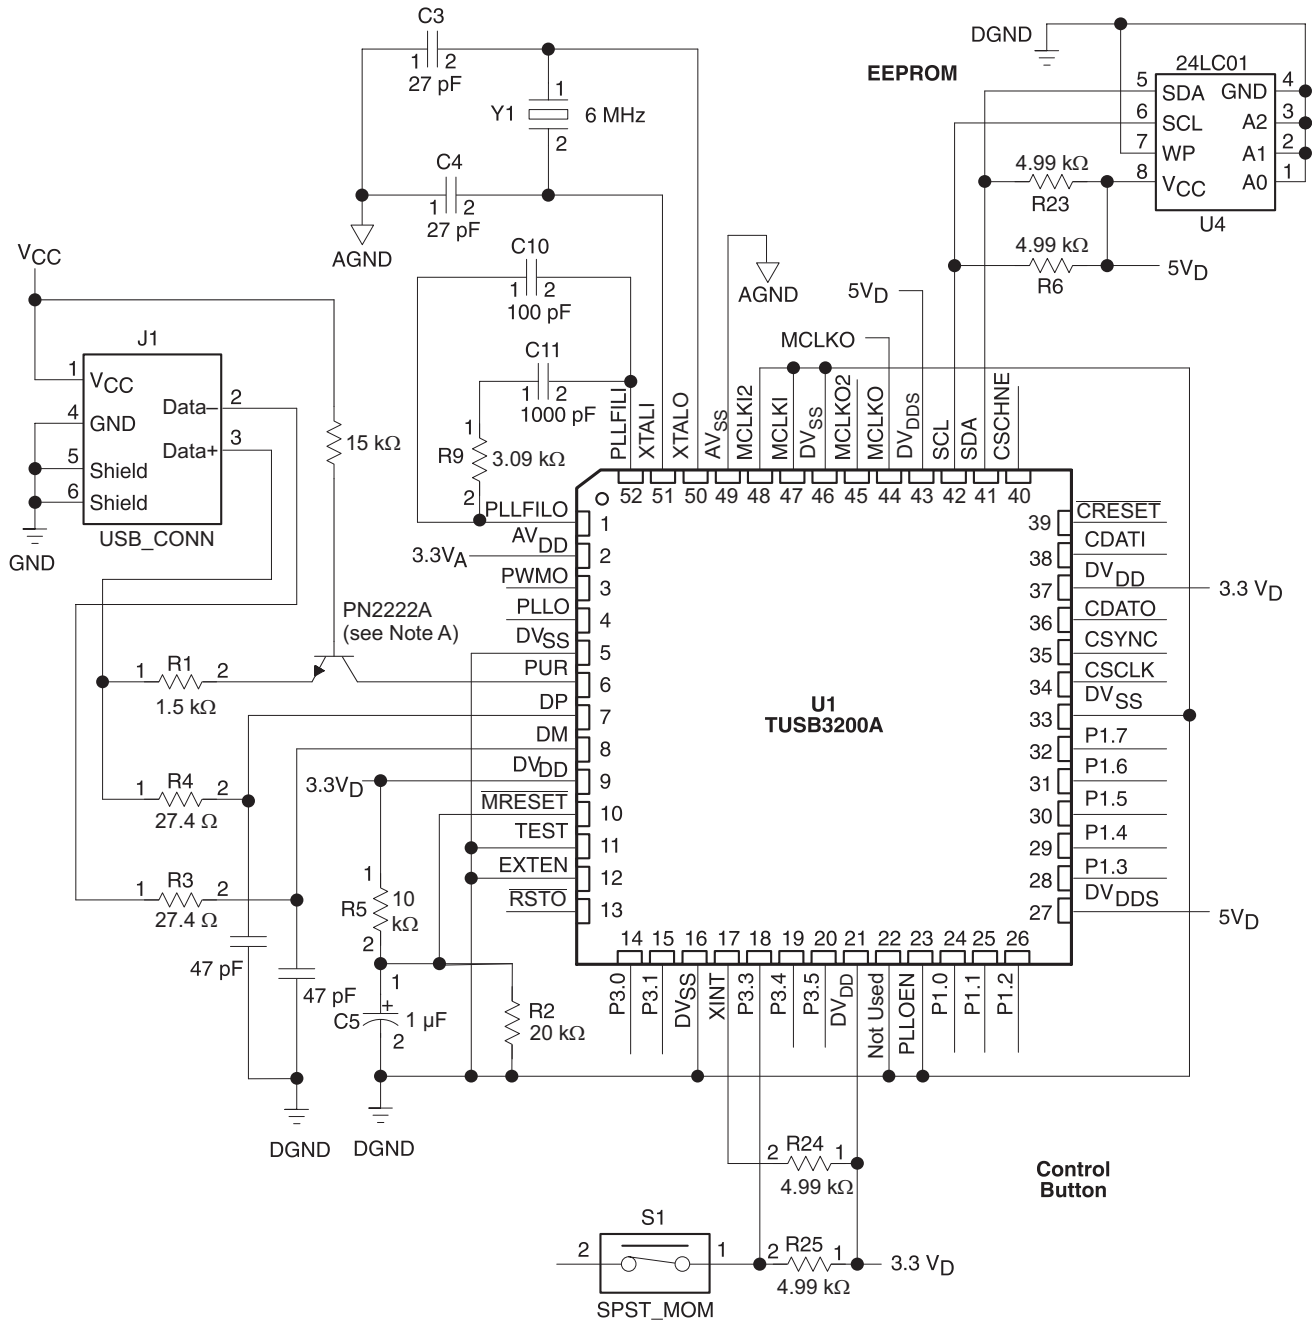 C3
1 2
27 pF
Y1
1
2
6 MHz
C4
1 2
27 pF
AGND
EEPROM
DGND
24LC01
5 SDA GND 4
6 SCL A2 3
7 WP A1 2
8 VCC A0 1
U4
4.99 kΩ
R23
4.99 kΩ
R6
5VD
VCC
J1
1 VCC
4 GND
5 Shield
6 Shield
Data– 2
Data+ 3
USB_CONN
GND
15 kΩ
C10
1 2
100 pF
C11
1 2
1000 pF
R9
1
2
3.09 kΩ
AGND
5VD
MCLKO
PLLFILI
XTALI
XTALO
AVSS
MCLKI2
MCLKI
DVSS
MCLKO2
MCLKO
DVDDS
SCL
SDA
CSCHNE
52 51 50 49 48 47 46 45 44 43 42 41 40
U1
TUSB3200A
PLLFILO 1
3.3VA AVDD 2
PWMO 3
PLLO 4
DVSS 5
PUR 6
DP 7
DM 8
3.3VD DVDD 9
MRESET 10
TEST 11
EXTEN 12
RSTO 13
39 CRESET
38 CDATI
37 DVDD 3.3 VD
36 CDATO
35 CSYNC
34 CSCLK
33 DVSS
32 P1.7
31 P1.6
30 P1.5
29 P1.4
28 P1.3
27 DVDDS 5VD
PN2222A
(see Note A)
1 R1 2
1.5 kΩ
1 R4 2
27.4 Ω
1 R3 2
27.4 Ω
47 pF
47 pF
DGND
1
R5
10
kΩ
2
1
+
C5
1 µF
2
DGND
R2
20 kΩ
14 15 16 17 18 19 20 21 22 23 24 25 26
P3.0
P3.1
DVSS
XINT
P3.3
P3.4
P3.5
DVDD
Not Used
PLLOEN
P1.0
P1.1
P1.2
2 R24 1
4.99 kΩ
Control
Button
S1
2 1
SPST_MOM
2 R25 1
4.99 kΩ
3.3 VD